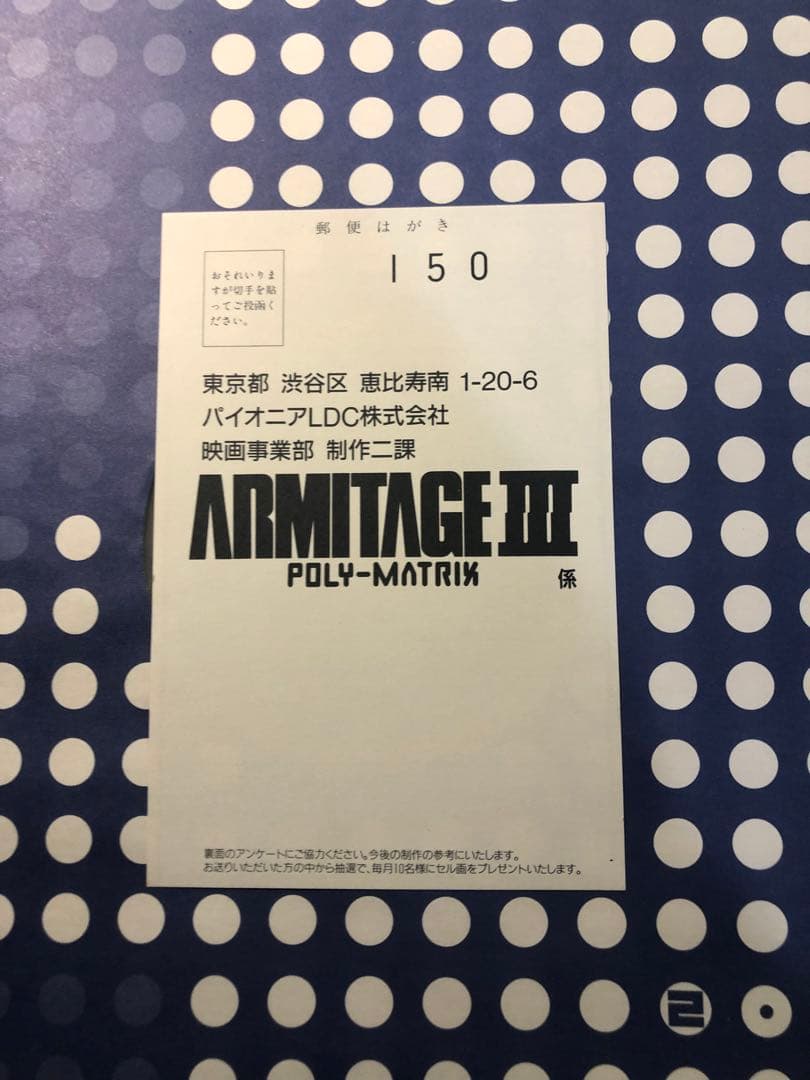 郵便はがき
150
おそれいりま
すが切手を貼
ってご投函く
ださい。
東京都 渋谷区 恵比寿南 1-20-6
パイオニアLDC株式会社
映画事業部 制作二課
ARMITAGE III
POLY-MATRIX 係
裏面のアンケートにご協力ください。今後の制作の参考にいたします。
お送りいただいた方の中から抽選で、毎月10名様にセル画をプレゼントいたします。